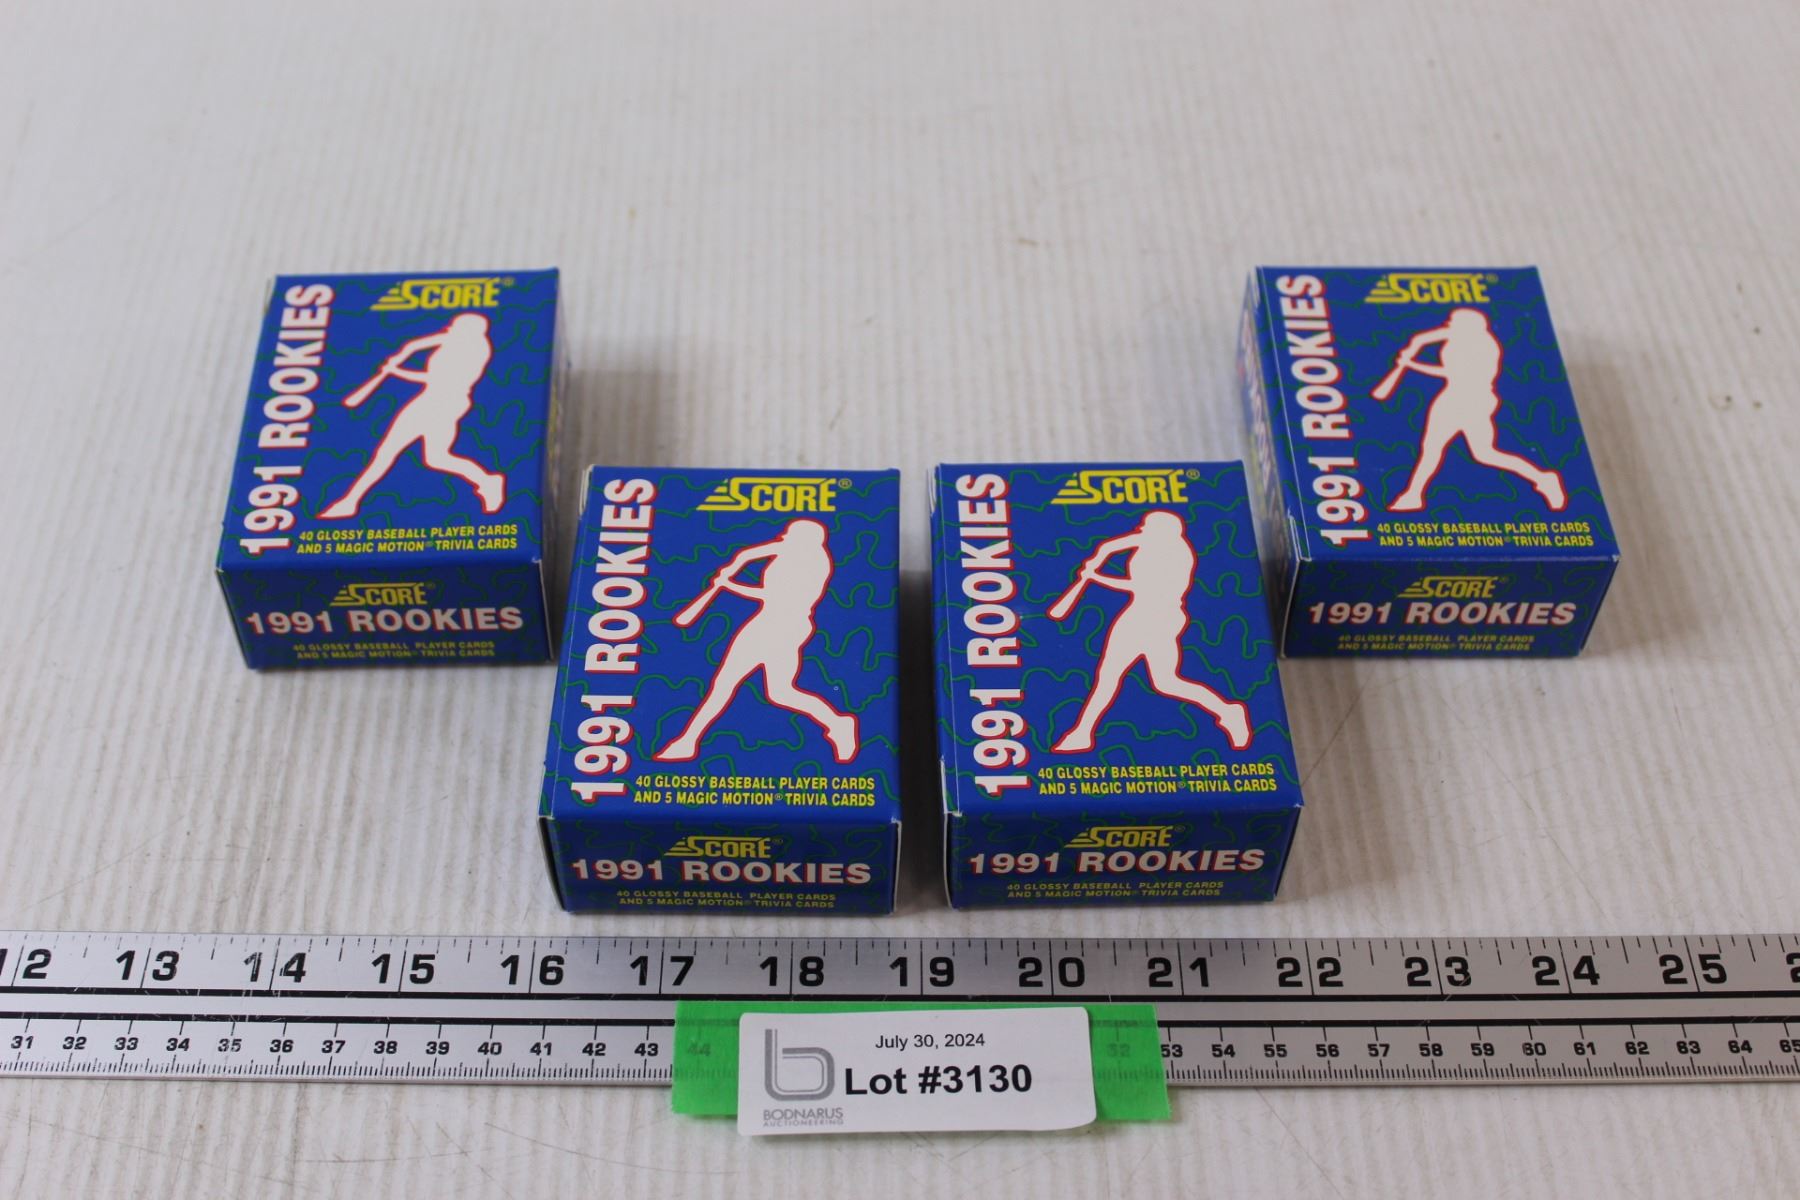 SCORE®
1991 ROOKIES
40 GLOSSY BASEBALL PLAYER CARDS
AND 5 MAGIC MOTION® TRIVIA CARDS
SCORE®
1991 ROOKIES
40 GLOSSY BASEBALL PLAYER CARDS
AND 5 MAGIC MOTION® TRIVIA CARDS
SCORE®
1991 ROOKIES
40 GLOSSY BASEBALL PLAYER CARDS
AND 5 MAGIC MOTION® TRIVIA CARDS
SCORE®
1991 ROOKIES
40 GLOSSY BASEBALL PLAYER CARDS
AND 5 MAGIC MOTION® TRIVIA CARDS
SCORE®
1991 ROOKIES
40 GLOSSY BASEBALL PLAYER CARDS
AND 5 MAGIC MOTION® TRIVIA CARDS
SCORE®
1991 ROOKIES
40 GLOSSY BASEBALL PLAYER CARDS
AND 5 MAGIC MOTION® TRIVIA CARDS
SCORE®
1991 ROOKIES
40 GLOSSY BASEBALL PLAYER CARDS
AND 5 MAGIC MOTION® TRIVIA CARDS
SCORE®
1991 ROOKIES
40 GLOSSY BASEBALL PLAYER CARDS
AND 5 MAGIC MOTION® TRIVIA CARDS
12 13 14 15 16 17 18 19 20 21 22 23 24 25 2
31 32 33 34 35 36 37 38 39 40 41 42 43 44 52 53 54 55 56 57 58 59 60 61 62 63 64 65
July 30, 2024
Lot #3130
BODNARUS
AUCTIONEERING